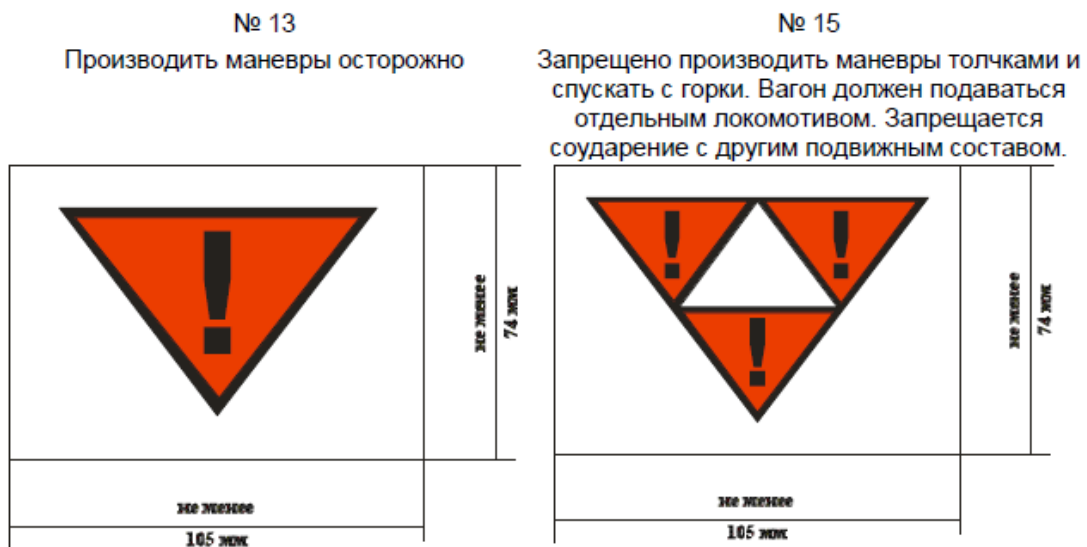 № 13
Производить маневры осторожно
не менее
74 мм
не менее
105 мм
№ 15
Запрещено производить маневры толчками и
спускать с горки. Вагон должен подаваться
отдельным локомотивом. Запрещается
соударение с другим подвижным составом.
!
! !
!
не менее
74 мм
не менее
105 мм